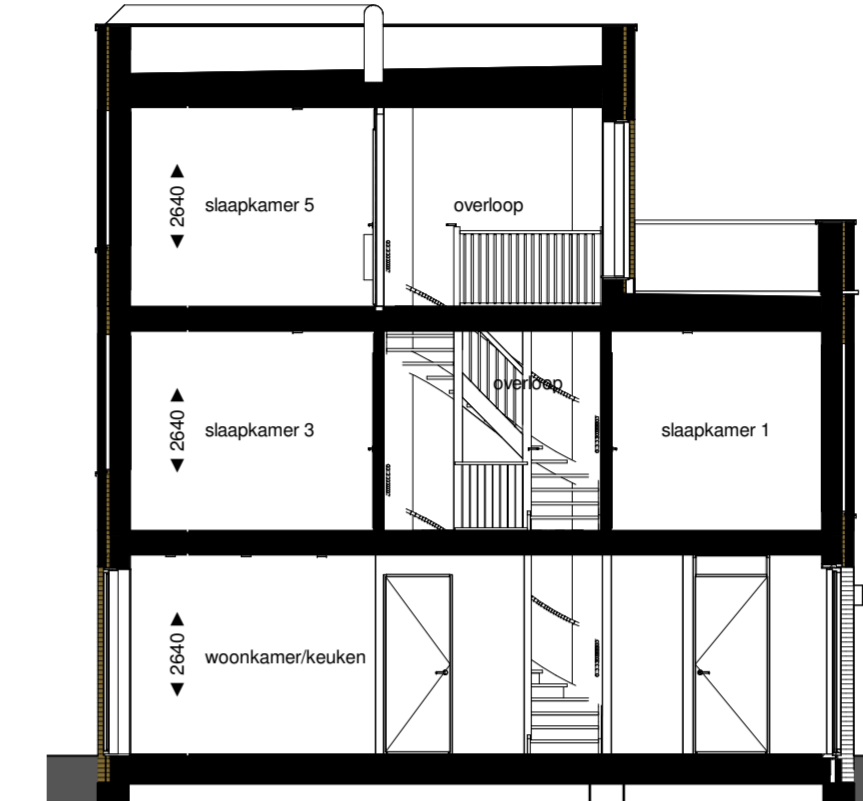 2640
slaapkamer 5
overloop
2640
slaapkamer 3
overloop
slaapkamer 1
2640
woonkamer/keuken